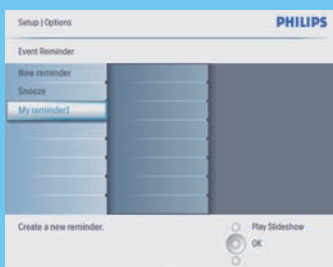 Setup | Options
PHILIPS
Event Reminder
New reminder
Snooze
My reminder1
Create a new reminder.
Play Slideshow
OK